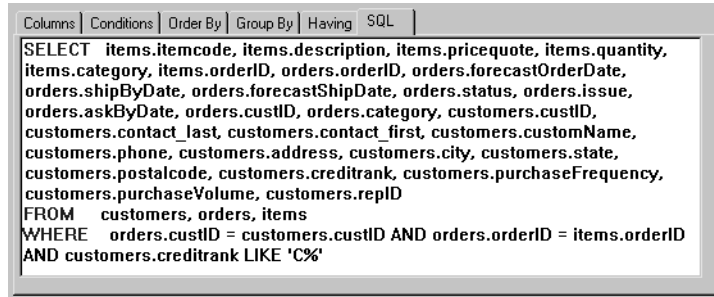 Columns Conditions Order By Group By Having SQL
SELECT items.itemcode, items.description, items.pricequote, items.quantity,
items.category, items.orderID, orders.orderID, orders.forecastOrderDate,
orders.shipByDate, orders.forecastShipDate, orders.status, orders.issue,
orders.askByDate, orders.custID, orders.category, customers.custID,
customers.contact_last, customers.contact_first, customers.customName,
customers.phone, customers.address, customers.city, customers.state,
customers.postalcode, customers.creditrank, customers.purchaseFrequency,
customers.purchaseVolume, customers.repID
FROM customers, orders, items
WHERE orders.custID = customers.custID AND orders.orderID = items.orderID
AND customers.creditrank LIKE 'C%'